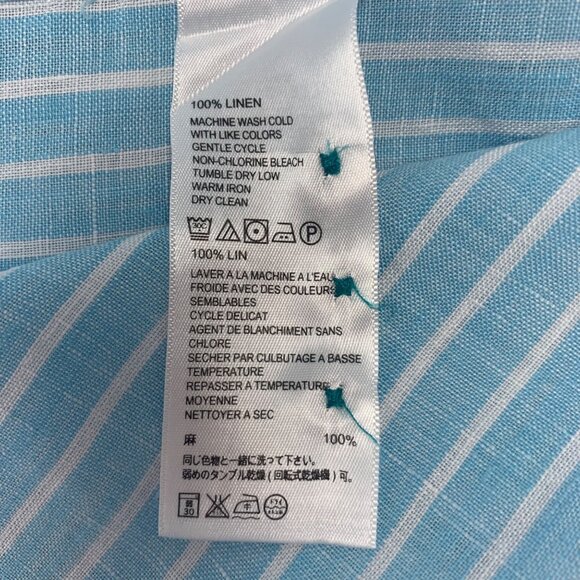 100% LINEN
MACHINE WASH COLD
WITH LIKE COLORS
GENTLE CYCLE
NON-CHLORINE BLEACH
TUMBLE DRY LOW
WARM IRON
DRY CLEAN
P
100% LIN
LAVER A LA MACHINE A L'EAU
FROIDE AVEC DES COULEURS
SEMBLABLES
CYCLE DELICAT
AGENT DE BLANCHIMENT SANS
CHLORE
SECHER PAR CULBUTAGE A BASSE
TEMPERATURE
REPASSER A TEMPERATURE
MOYENNE
NETTOYER A SEC
麻 100%
同じ色物と一緒に洗って下さい。
弱めのタンブル乾燥 ( 回転式乾燥機 ) 可。
30